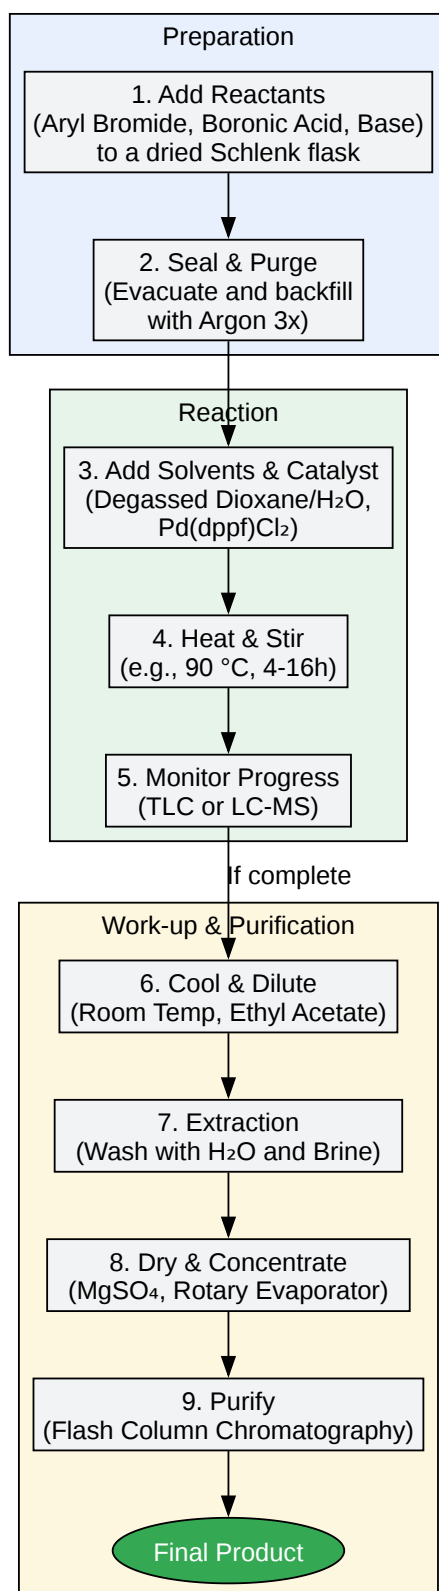 Preparation
1. Add Reactants
(Aryl Bromide, Boronic Acid, Base)
to a dried Schlenk flask
2. Seal & Purge
(Evacuate and backfill
with Argon 3x)
Reaction
3. Add Solvents & Catalyst
(Degassed Dioxane/H₂O,
Pd(dppf)Cl₂)
4. Heat & Stir
(e.g., 90 °C, 4-16h)
5. Monitor Progress
(TLC or LC-MS)
If complete
Work-up & Purification
6. Cool & Dilute
(Room Temp, Ethyl Acetate)
7. Extraction
(Wash with H₂O and Brine)
8. Dry & Concentrate
(MgSO₄, Rotary Evaporator)
9. Purify
(Flash Column Chromatography)
Final Product